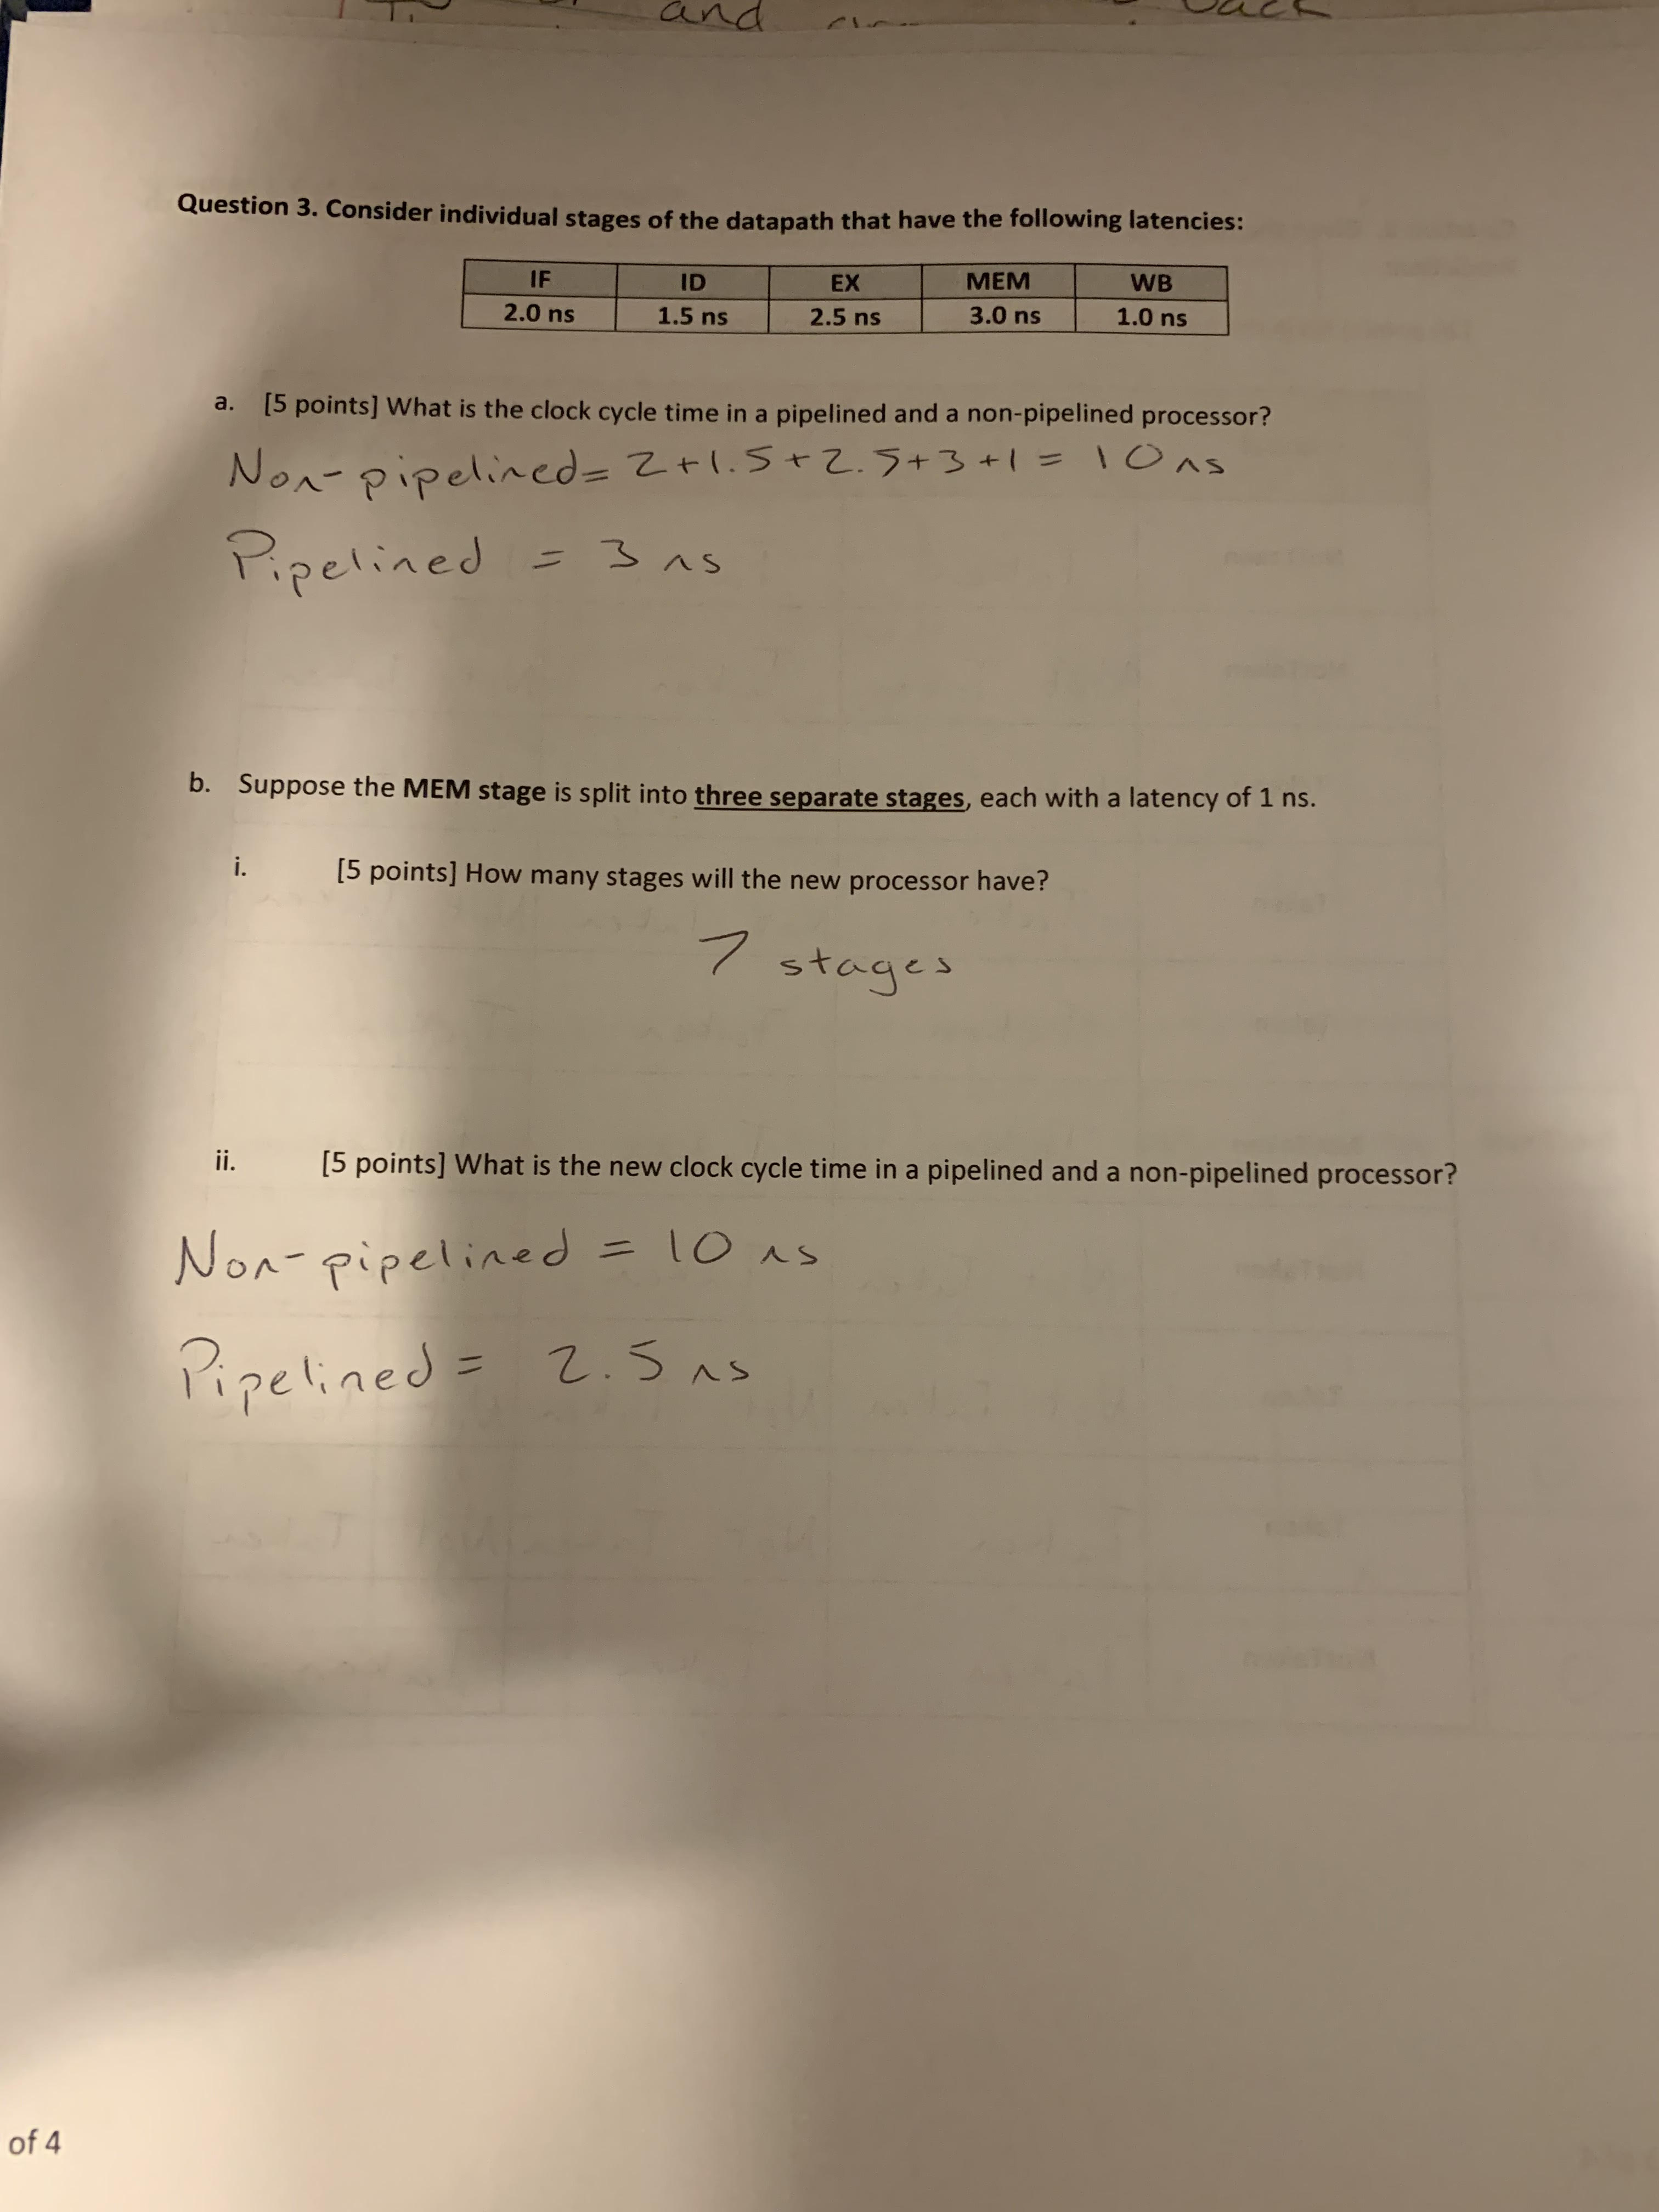 and
back
Question 3. Consider individual stages of the datapath that have the following latencies:
IF ID EX MEM WB
2.0 ns 1.5 ns 2.5 ns 3.0 ns 1.0 ns
a. [5 points] What is the clock cycle time in a pipelined and a non-pipelined processor?
Non-pipelined= 2+1.5+2.5+3+1 = 10 ns
Pipelined = 3 ns
b. Suppose the MEM stage is split into three separate stages, each with a latency of 1 ns.
i. [5 points] How many stages will the new processor have?
7 stages
ii. [5 points] What is the new clock cycle time in a pipelined and a non-pipelined processor?
Non-pipelined = 10 ns
Pipelined = 2.5 ns
of 4